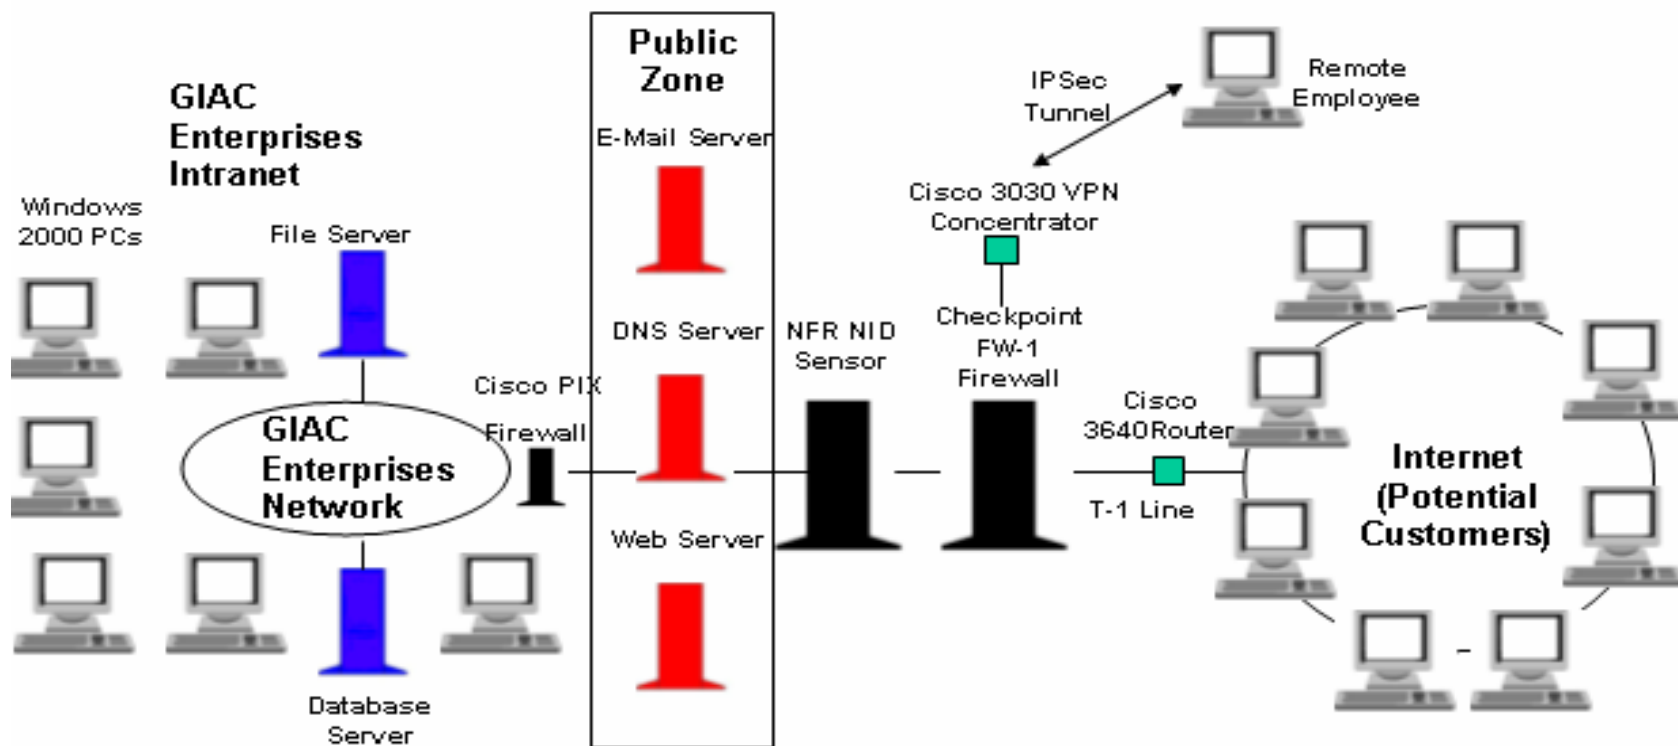 GIAC
Enterprises
Intranet
Windows
2000 PCs
File Server
GIAC
Enterprises
Network
Database
Server
Cisco PIX
Firewall
Public
Zone
E-Mail Server
DNS Server
Web Server
NFR NID
Sensor
IPSec
Tunnel
Remote
Employee
Cisco 3030 VPN
Concentrator
Checkpoint
FW-1
Firewall
Cisco
3640Router
T-1 Line
Internet
(Potential
Customers)